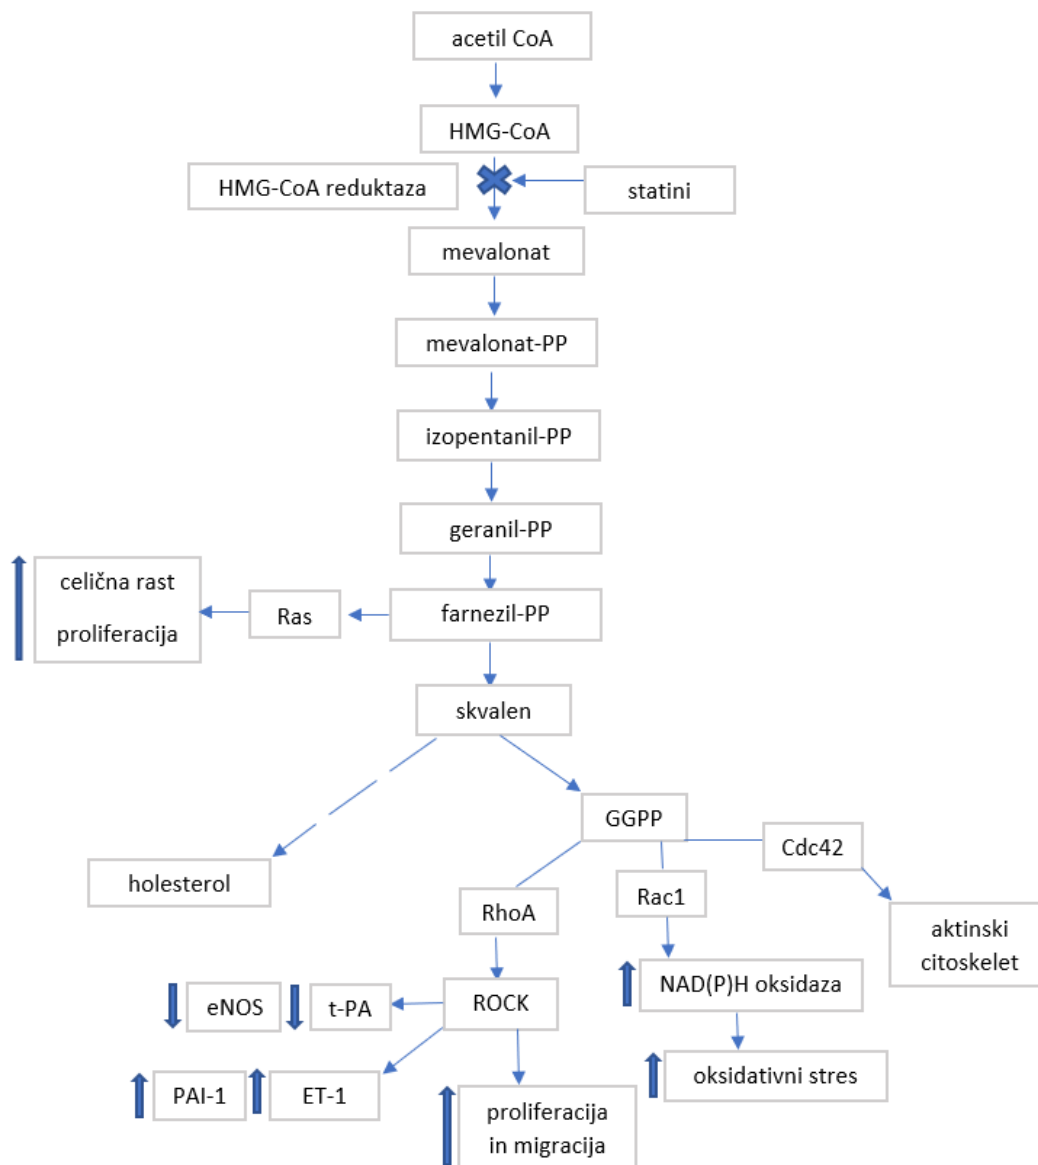 acetil CoA
HMG-CoA
HMG-CoA reduktaza
statini
mevalonat
mevalonat-PP
izopentanil-PP
geranil-PP
celična rast
proliferacija
Ras
farnezil-PP
skvalen
GGPP
Cdc42
holesterol
RhoA
Rac1
aktinski
citoskelet
eNOS
t-PA
ROCK
NAD(P)H oksidaza
PAI-1
ET-1
proliferacija
in migracija
oksidativni stres